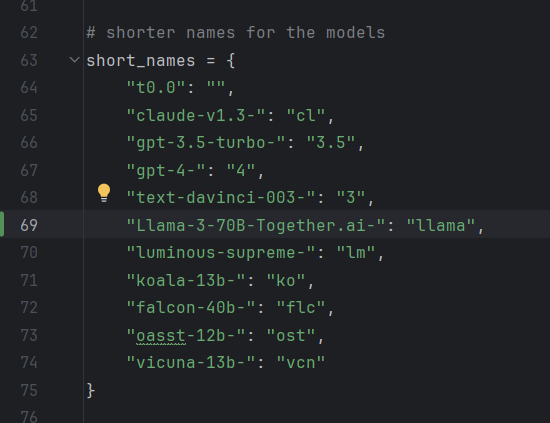 61
62 # shorter names for the models
63 short_names = {
64 "t0.0": "",
65 "claude-v1.3-": "cl",
66 "gpt-3.5-turbo-": "3.5",
67 "gpt-4-": "4",
68 "text-davinci-003-": "3",
69 "Llama-3-70B-Together.ai-": "llama",
70 "luminous-supreme-": "lm",
71 "koala-13b-": "ko",
72 "falcon-40b-": "flc",
73 "oasst-12b-": "ost",
74 "vicuna-13b-": "vcn"
75 }
76